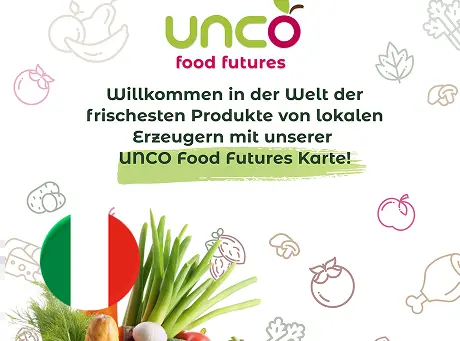 unco
food futures
Willkommen in der Welt der
frischesten Produkte von lokalen
Erzeugern mit unserer
UNCO Food Futures Karte!